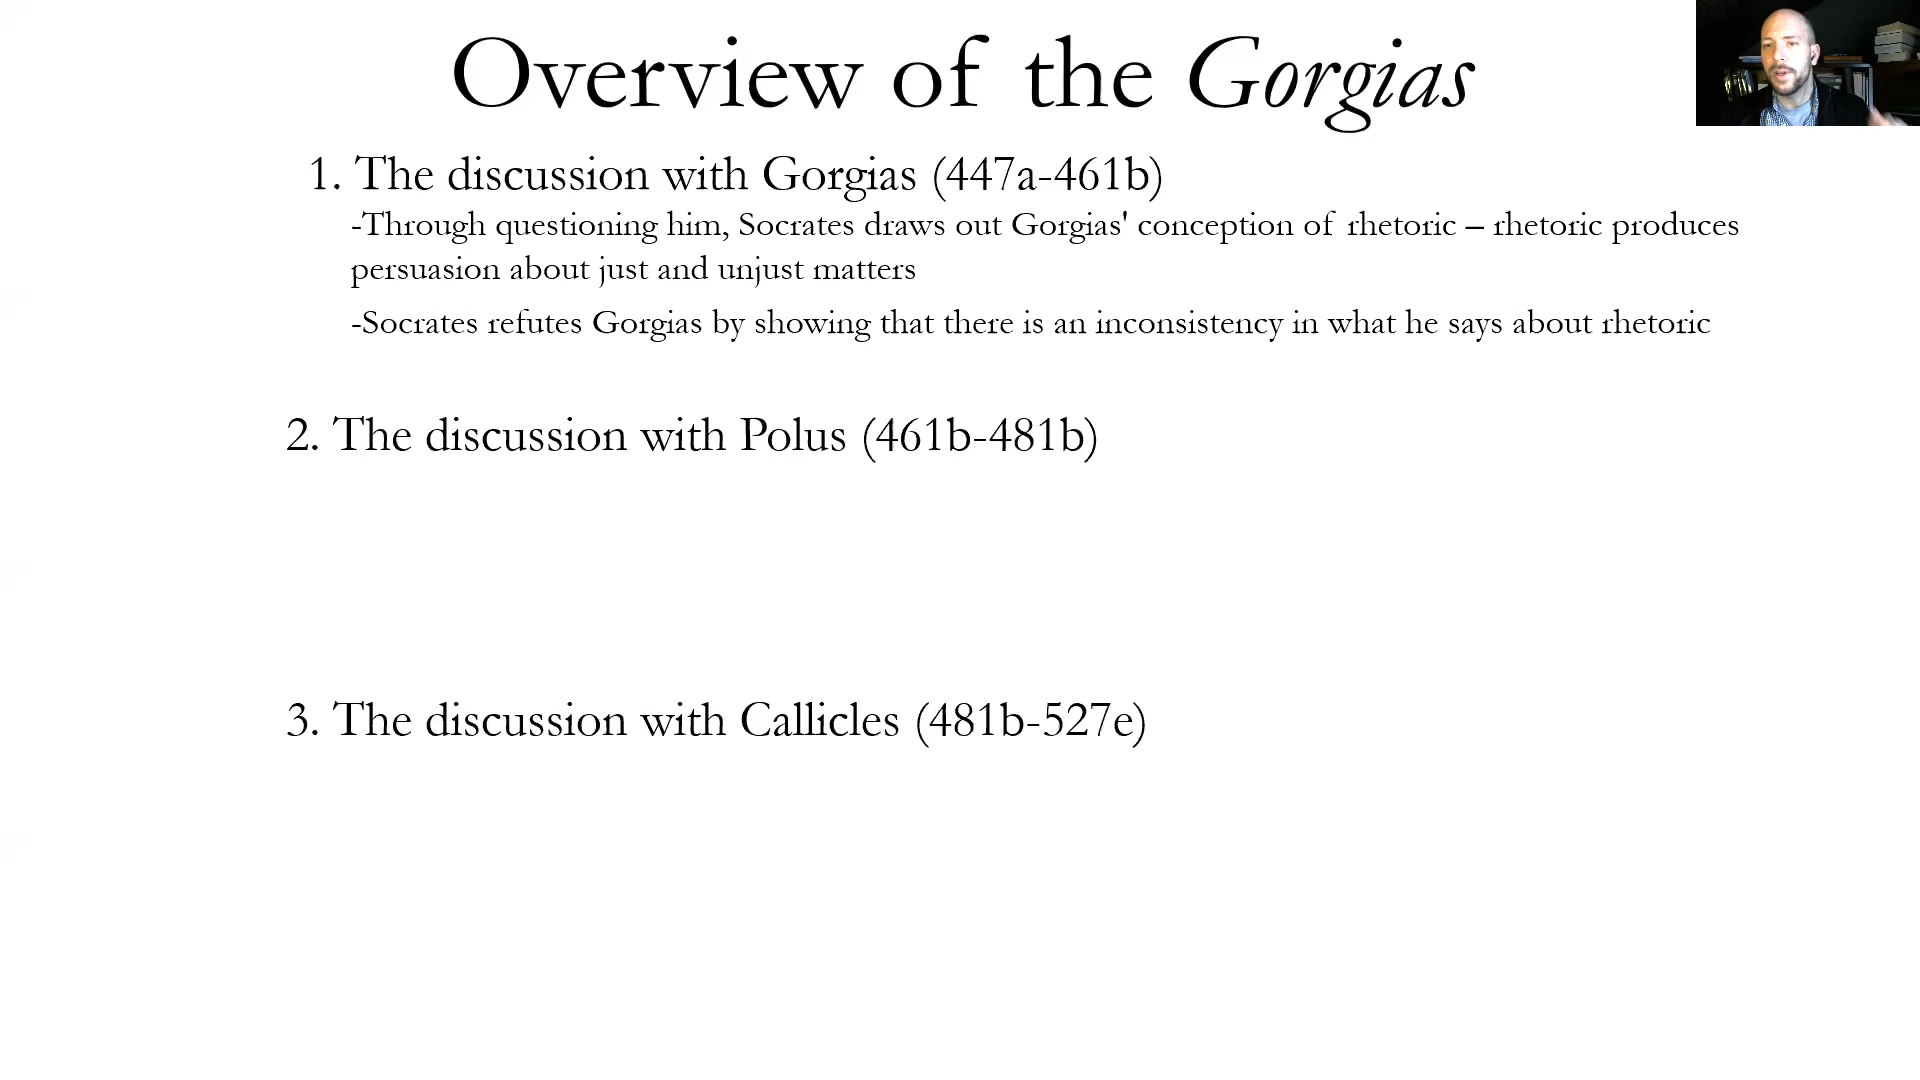 Overview of the Gorgias
1. The discussion with Gorgias (447a-461b)
-Through questioning him, Socrates draws out Gorgias' conception of rhetoric – rhetoric produces
persuasion about just and unjust matters
-Socrates refutes Gorgias by showing that there is an inconsistency in what he says about rhetoric
2. The discussion with Polus (461b-481b)
3. The discussion with Callicles (481b-527e)